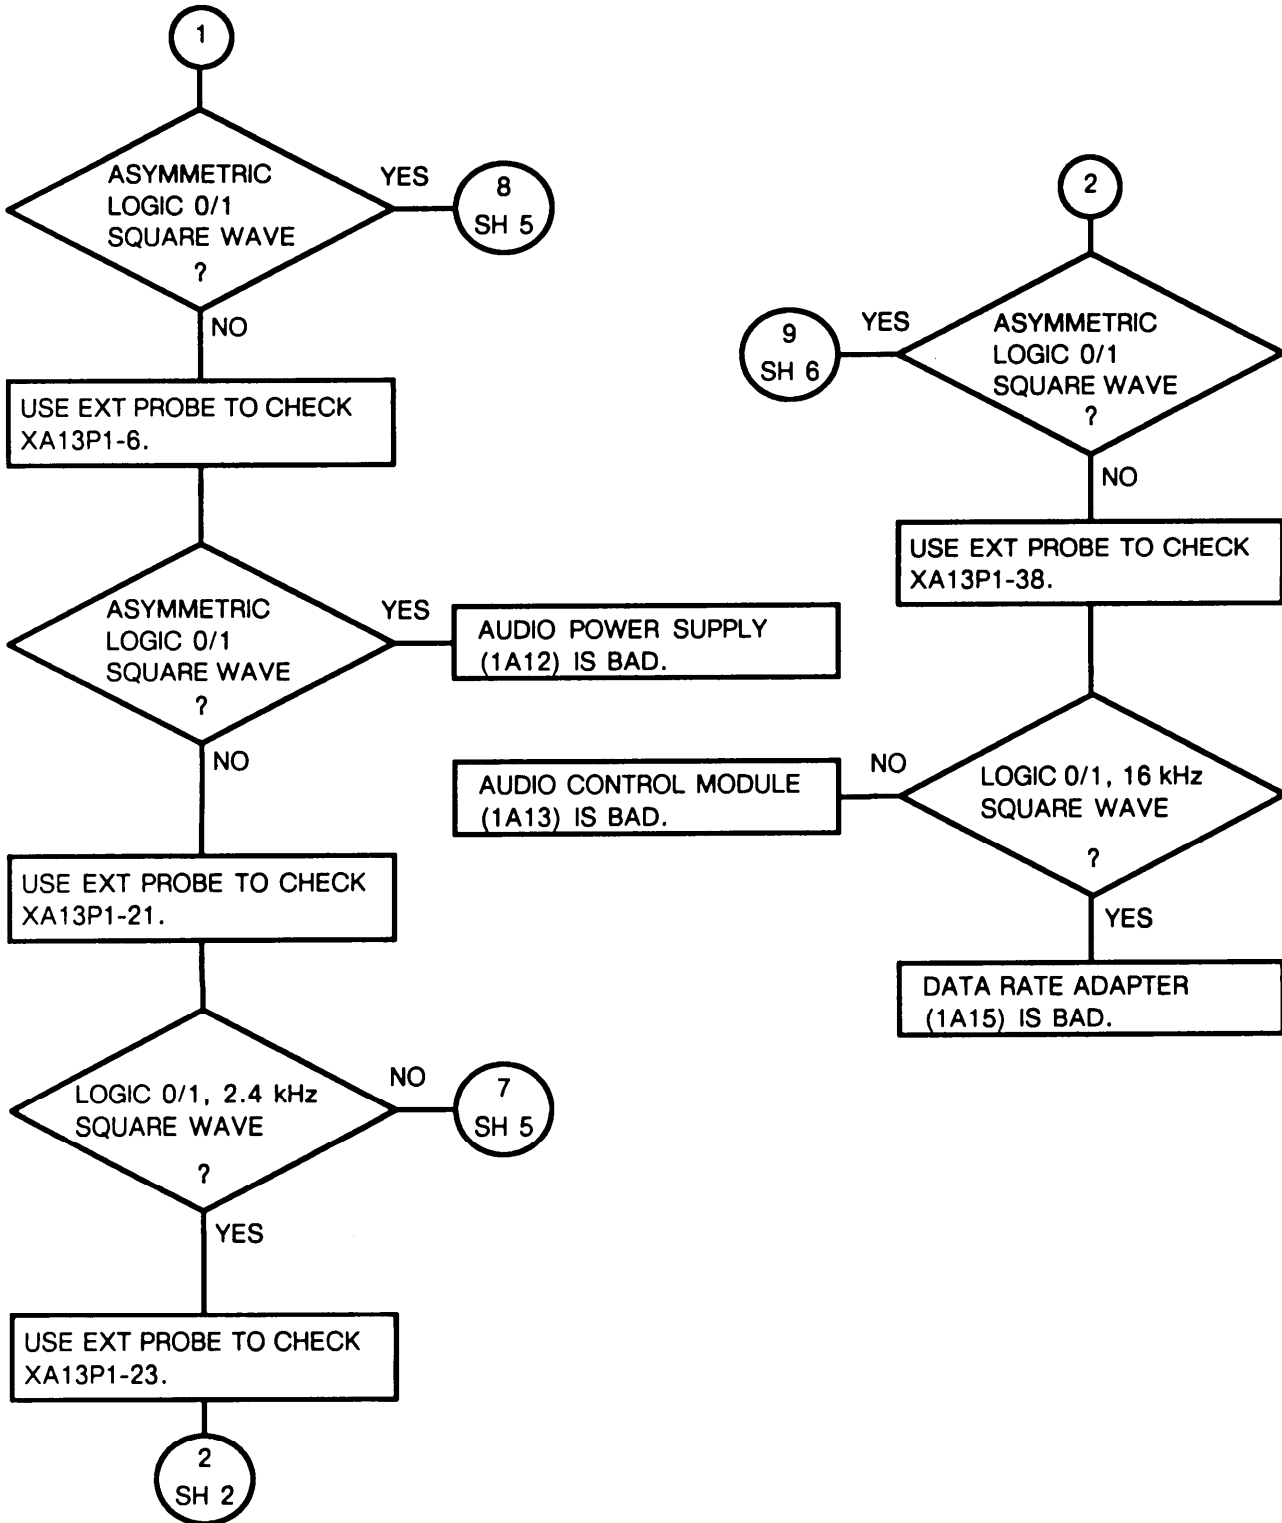 1
ASYMMETRIC
LOGIC 0/1
SQUARE WAVE
?
YES
8
SH 5
NO
USE EXT PROBE TO CHECK
XA13P1-6.
ASYMMETRIC
LOGIC 0/1
SQUARE WAVE
?
YES
AUDIO POWER SUPPLY
(1A12) IS BAD.
NO
USE EXT PROBE TO CHECK
XA13P1-21.
LOGIC 0/1, 2.4 kHz
SQUARE WAVE
?
NO
7
SH 5
YES
USE EXT PROBE TO CHECK
XA13P1-23.
2
SH 2
2
ASYMMETRIC
LOGIC 0/1
SQUARE WAVE
?
YES
9
SH 6
NO
USE EXT PROBE TO CHECK
XA13P1-38.
LOGIC 0/1, 16 kHz
SQUARE WAVE
?
NO
AUDIO CONTROL MODULE
(1A13) IS BAD.
YES
DATA RATE ADAPTER
(1A15) IS BAD.